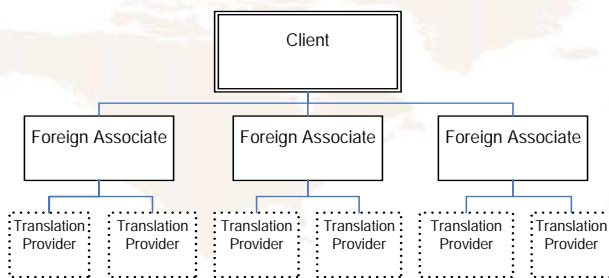 Client
Foreign Associate
Foreign Associate
Foreign Associate
Translation
Provider
Translation
Provider
Translation
Provider
Translation
Provider
Translation
Provider
Translation
Provider